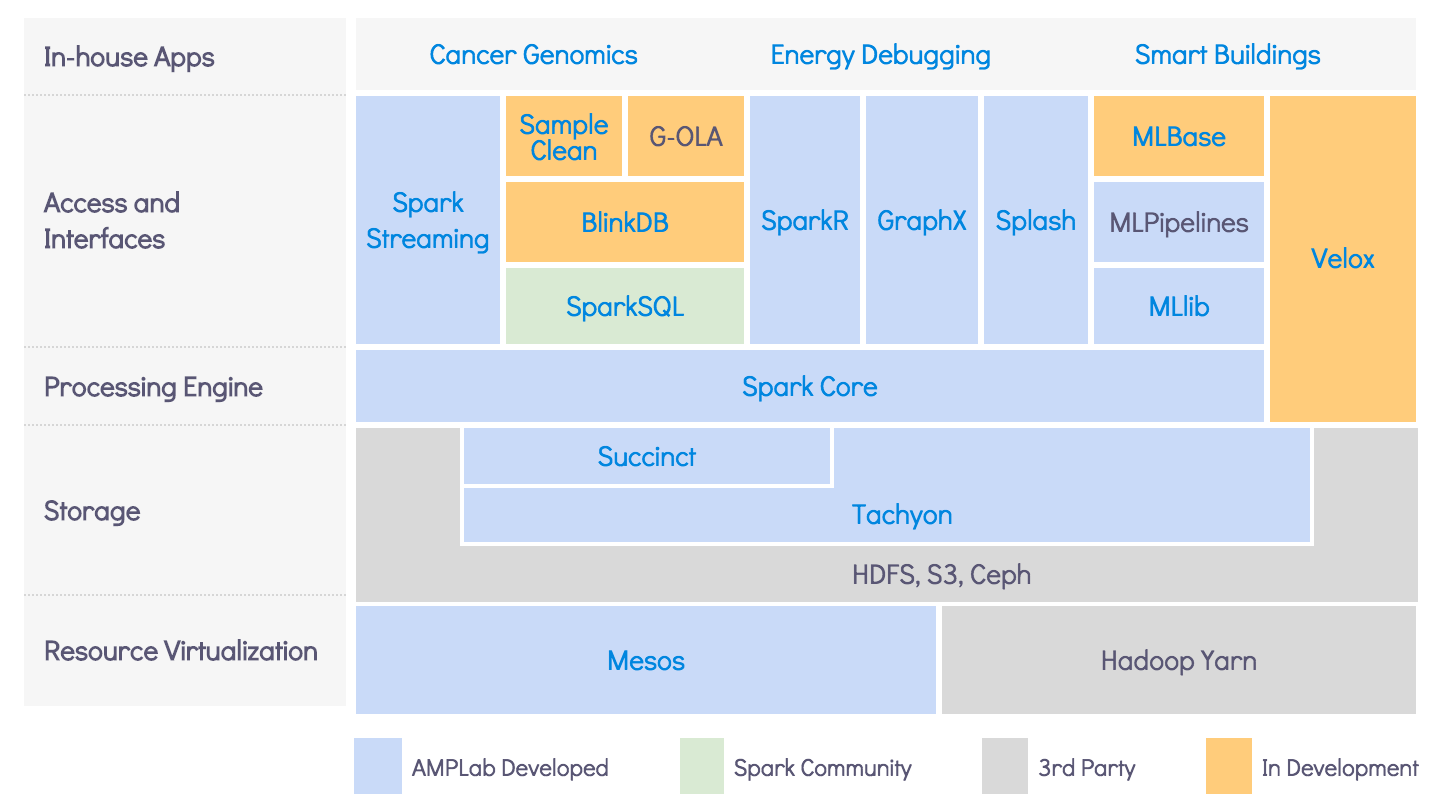 In-house Apps
Cancer Genomics
Energy Debugging
Smart Buildings
Access and
Interfaces
Spark
Streaming
Sample
Clean
G-OLA
BlinkDB
SparkSQL
SparkR
GraphX
Splash
MLBase
MLPipelines
MLlib
Velox
Processing Engine
Spark Core
Storage
Succinct
Tachyon
HDFS, S3, Ceph
Resource Virtualization
Mesos
Hadoop Yarn
AMPLab Developed
Spark Community
3rd Party
In Development